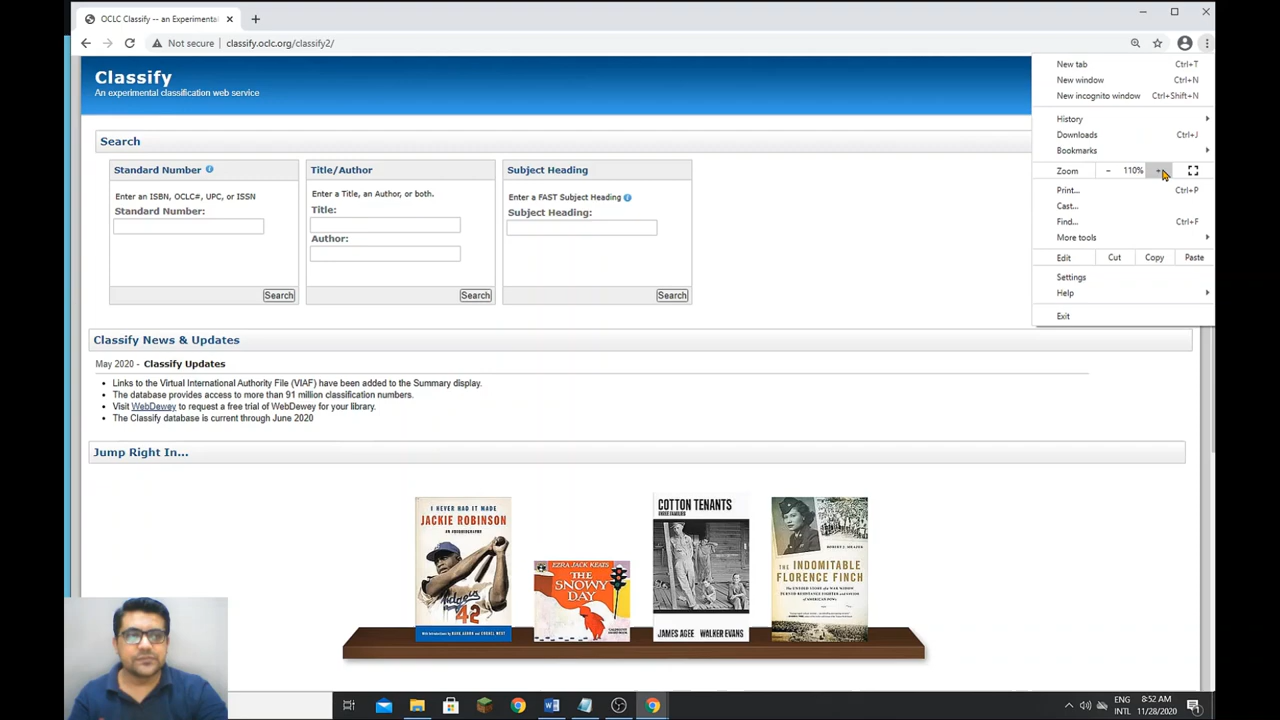 OCLC Classify -- an Experimental
Not secure
classify.oclc.org/classify2/
Classify
An experimental classification web service
New tab Ctrl+T
New window Ctrl+N
New incognito window Ctrl+Shift+N
History
Downloads Ctrl+J
Bookmarks
Zoom - 110% +
Print... Ctrl+P
Cast...
Find... Ctrl+F
More tools
Edit Cut Copy Paste
Settings
Help
Exit
Search
Standard Number
Enter an ISBN, OCLC#, UPC, or ISSN
Standard Number:
Search
Title/Author
Enter a Title, an Author, or both.
Title:
Author:
Search
Subject Heading
Enter a FAST Subject Heading
Subject Heading:
Search
Classify News & Updates
May 2020 - Classify Updates
• Links to the Virtual International Authority File (VIAF) have been added to the Summary display.
• The database provides access to more than 91 million classification numbers.
• Visit WebDewey to request a free trial of WebDewey for your library.
• The Classify database is current through June 2020
Jump Right In...
I NEVER HAD IT MADE
JACKIE ROBINSON
AN AUTOBIOGRAPHY
Dodgers
42
EZRA JACK KEATS
THE
SNOWY
DAY
COTTON TENANTS
THREE FAMILIES
JAMES AGEE WALKER EVANS
THE
INDOMITABLE
FLORENCE FINCH
ENG
INTL
8:52 AM
11/28/2020